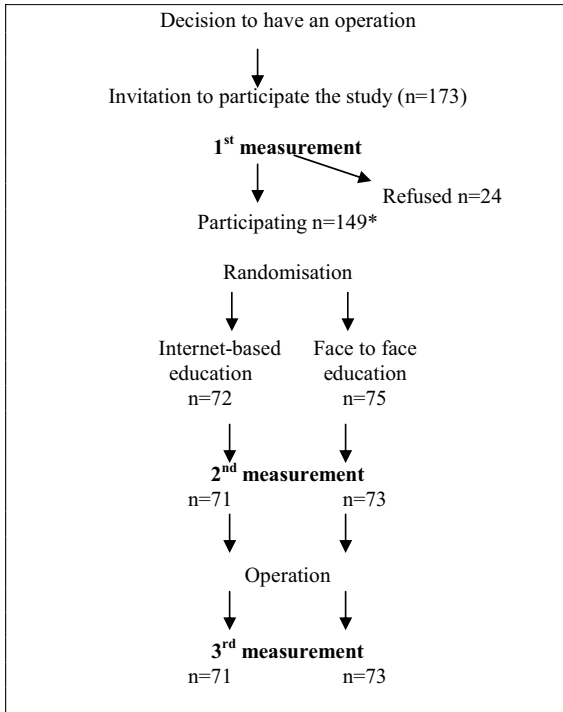 Decision to have an operation
Invitation to participate the study (n=173)
1st measurement
Refused n=24
Participating n=149*
Randomisation
Internet-based education n=72
Face to face education n=75
2nd measurement
n=71 n=73
Operation
3rd measurement
n=71 n=73